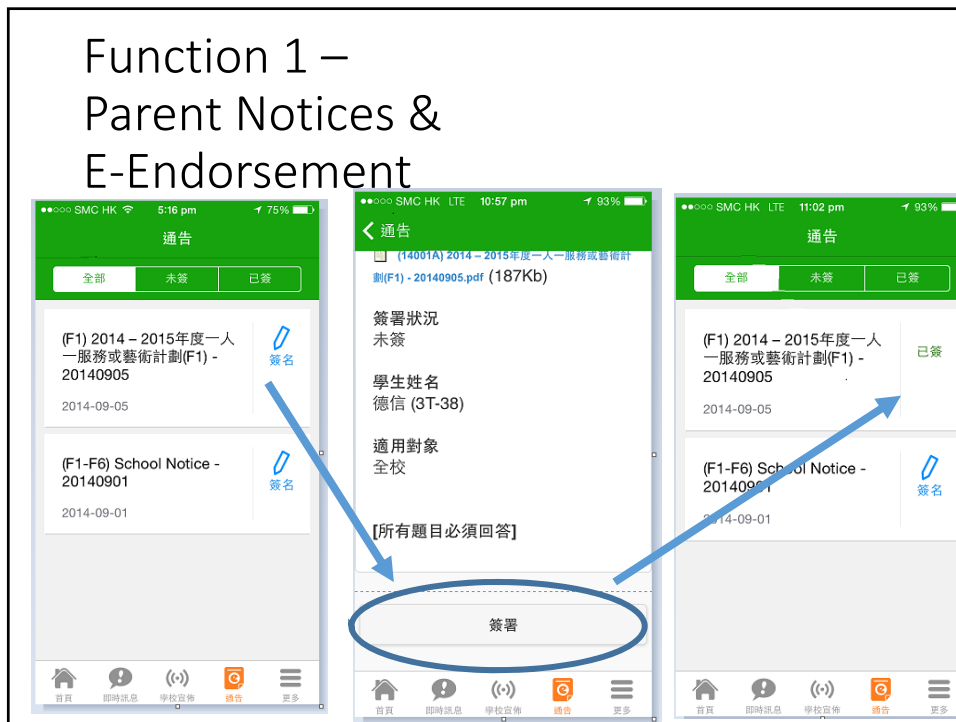 Function 1 –
Parent Notices &
E-Endorsement
●●○○○ SMC HK 5:16 pm 75%
通告
全部 未簽 已簽
(F1) 2014 – 2015年度一人
一服務或藝術計劃(F1) -
20140905
簽名
2014-09-05
(F1-F6) School Notice -
20140901
簽名
2014-09-01
首頁 即時訊息 學校宣佈 通告 更多
●●○○○ SMC HK LTE 10:57 pm 93%
通告
(14001A) 2014 – 2015年度一人一服務或藝術計
劃(F1) - 20140905.pdf (187Kb)
簽署狀況
未簽
學生姓名
德信 (3T-38)
適用對象
全校
[所有題目必須回答]
簽署
首頁 即時訊息 學校宣佈 通告 更多
●●○○○ SMC HK LTE 11:02 pm 93%
通告
全部 未簽 已簽
(F1) 2014 – 2015年度一人
一服務或藝術計劃(F1) -
20140905
已簽
2014-09-05
(F1-F6) School Notice -
20140901
簽名
2014-09-01
首頁 即時訊息 學校宣佈 通告 更多